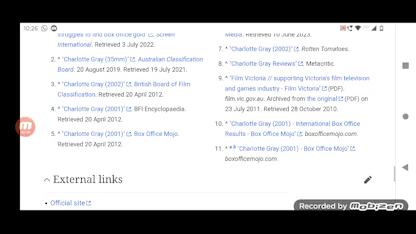 10:26
struggles to find box office gold", Screen
International. Retrieved 3 July 2022.
2. ^ "Charlotte Gray (35mm)". Australian Classification
Board. 20 August 2019. Retrieved 19 July 2021.
3. ^ "Charlotte Gray (2002)". British Board of
Film Classification. Retrieved 20 April 2012.
4. ^ "Charlotte Gray (2001)". BFI Encyclopaedia.
Retrieved 20 April 2012.
5. ^ "Charlotte Gray (2001)". Box Office Mojo.
Retrieved 20 April 2012.
Media. Retrieved 10 June 2023.
7. ^ "Charlotte Gray (2002)". Rotten Tomatoes.
8. ^ "Charlotte Gray Reviews". Metacritic.
9. ^ "Film Victoria // supporting Victoria's film television
and games industry - Film Victoria" (PDF).
film.vic.gov.au. Archived from the original (PDF) on
23 July 2011. Retrieved 28 October 2010.
10. ^ "Charlotte Gray (2001) - International Box Office
Results - Box Office Mojo". boxofficemojo.com.
11. ^ a b "Charlotte Gray (2001) - Box Office Mojo".
boxofficemojo.com.
External links
• Official site
Recorded by Mobizen